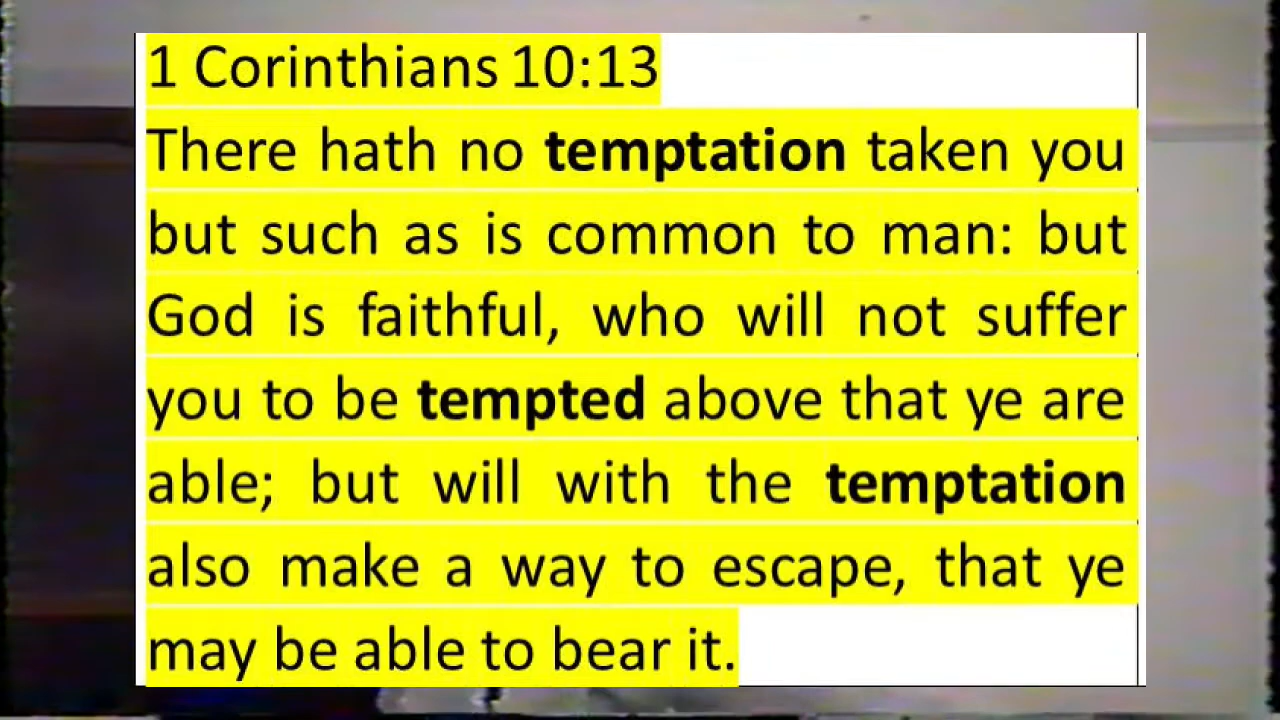 1 Corinthians 10:13
There hath no temptation taken you
but such as is common to man: but
God is faithful, who will not suffer
you to be tempted above that ye are
able; but will with the temptation
also make a way to escape, that ye
may be able to bear it.